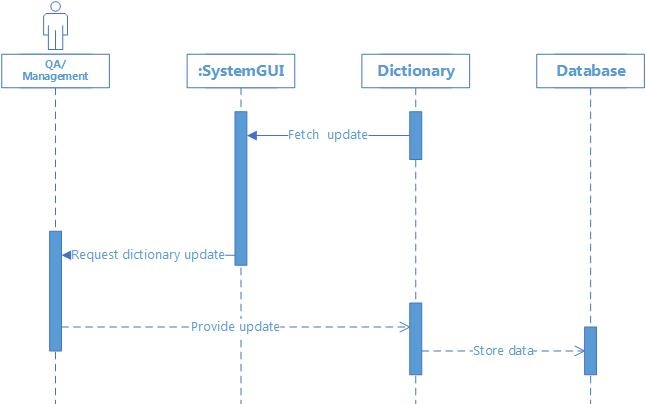 QA/
Management
:SystemGUI
Dictionary
Database
Fetch update
Request dictionary update
Provide update
Store data